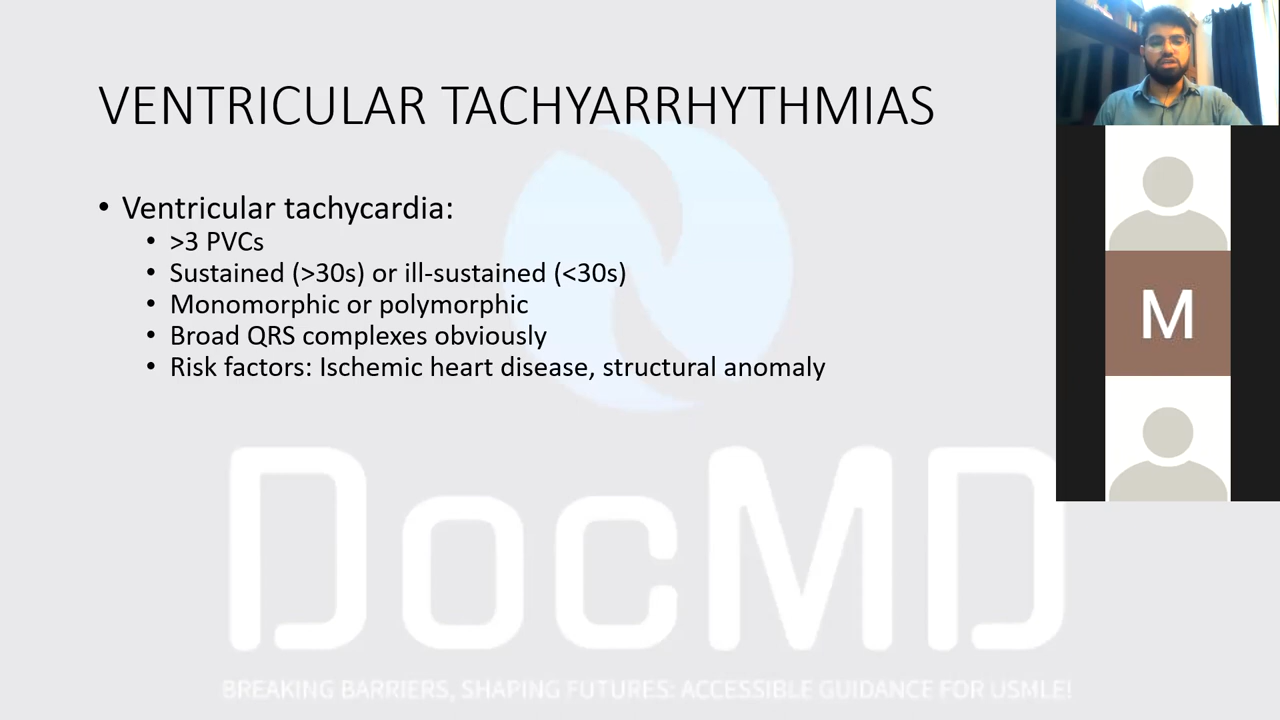 VENTRICULAR TACHYARRHYTHMIAS
• Ventricular tachycardia:
• >3 PVCs
• Sustained (>30s) or ill-sustained (<30s)
• Monomorphic or polymorphic
• Broad QRS complexes obviously
• Risk factors: Ischemic heart disease, structural anomaly
M
DocMD
BREAKING BARRIERS, SHAPING FUTURES: ACCESSIBLE GUIDANCE FOR USMLE!